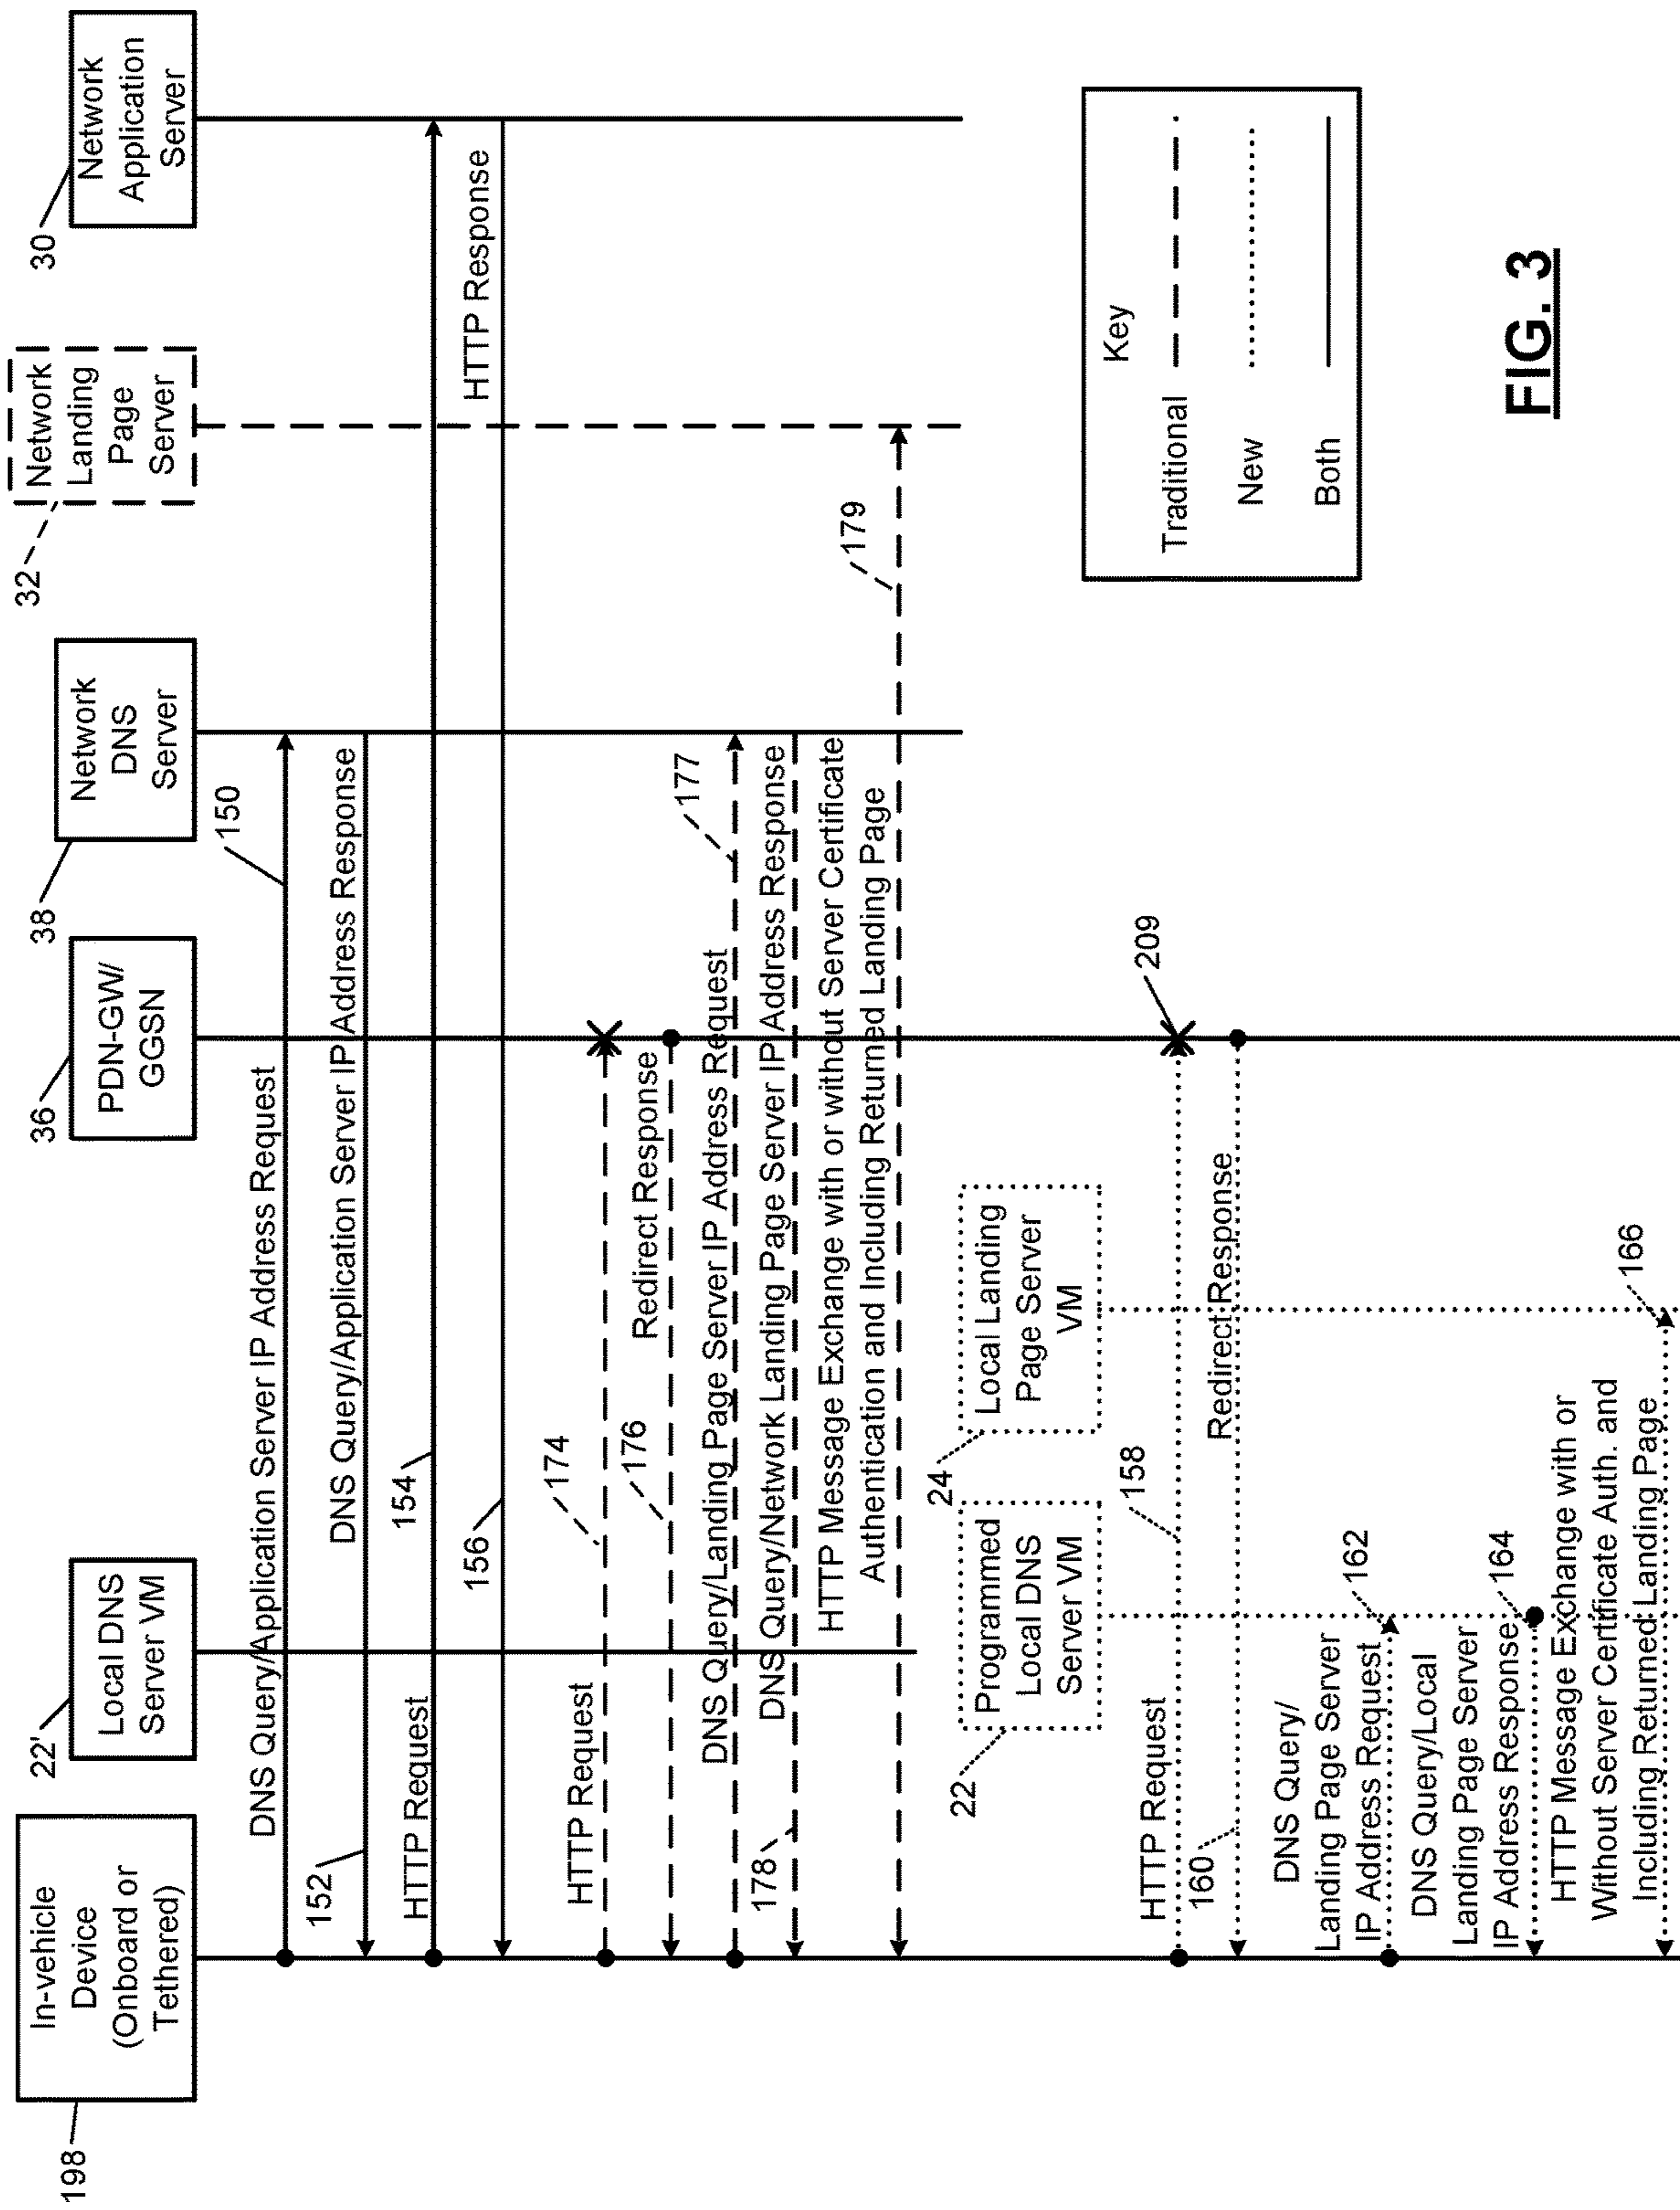 198
In-vehicle
Device
(Onboard or
Tethered)
22'
Local DNS
Server VM
36
PDN-GW/
GGSN
38
Network
DNS
Server
32
Network
Landing
Page
Server
30
Network
Application
Server
DNS Query/Application Server IP Address Request
150
152
DNS Query/Application Server IP Address Response
HTTP Request
154
156
HTTP Response
HTTP Request
174
176
Redirect Response
DNS Query/Landing Page Server IP Address Request
177
178
DNS Query/Network Landing Page Server IP Address Response
HTTP Message Exchange with or without Server Certificate
Authentication and Including Returned Landing Page
179
22
Programmed
Local DNS
Server VM
24
Local Landing
Page Server
VM
HTTP Request
158
209
160
Redirect Response
DNS Query/
Landing Page Server
IP Address Request
162
DNS Query/Local
Landing Page Server
IP Address Response
164
HTTP Message Exchange with or
Without Server Certificate Auth. and
Including Returned Landing Page
166
Key
Traditional
New
Both
FIG. 3